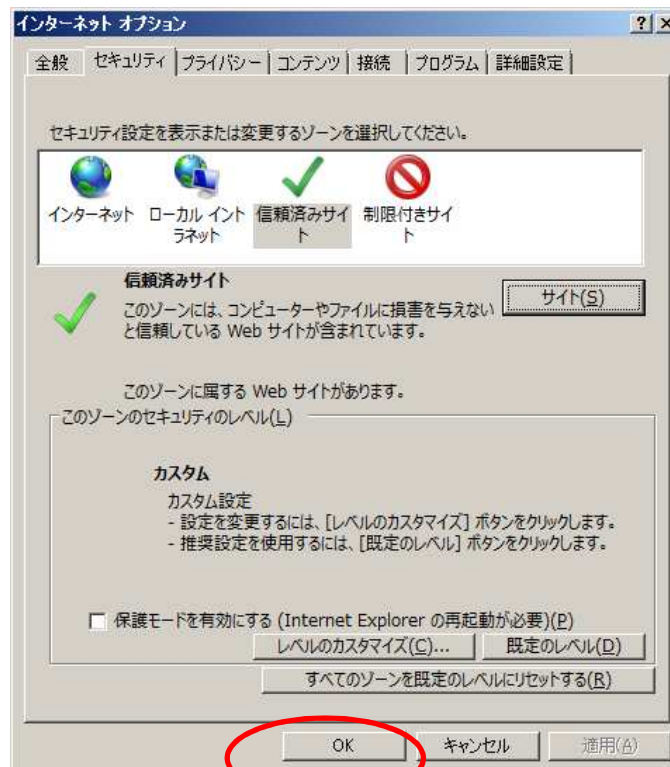 インターネット オプション
全般 セキュリティ プライバシー コンテンツ 接続 プログラム 詳細設定
セキュリティ設定を表示または変更するゾーンを選択してください。
インターネット ローカル イント 信頼済みサイ 制限付きサイ
ラネット ト ト
信頼済みサイト
サイト(S)
このゾーンには、コンピューターやファイルに損害を与えない
と信頼している Web サイトが含まれています。
このゾーンに属する Web サイトがあります。
このゾーンのセキュリティのレベル(L)
カスタム
カスタム設定
- 設定を変更するには、[レベルのカスタマイズ] ボタンをクリックします。
- 推奨設定を使用するには、[既定のレベル] ボタンをクリックします。
保護モードを有効にする (Internet Explorer の再起動が必要)(P)
レベルのカスタマイズ(C)... 既定のレベル(D)
すべてのゾーンを既定のレベルにリセットする(R)
OK キャンセル 適用(A)